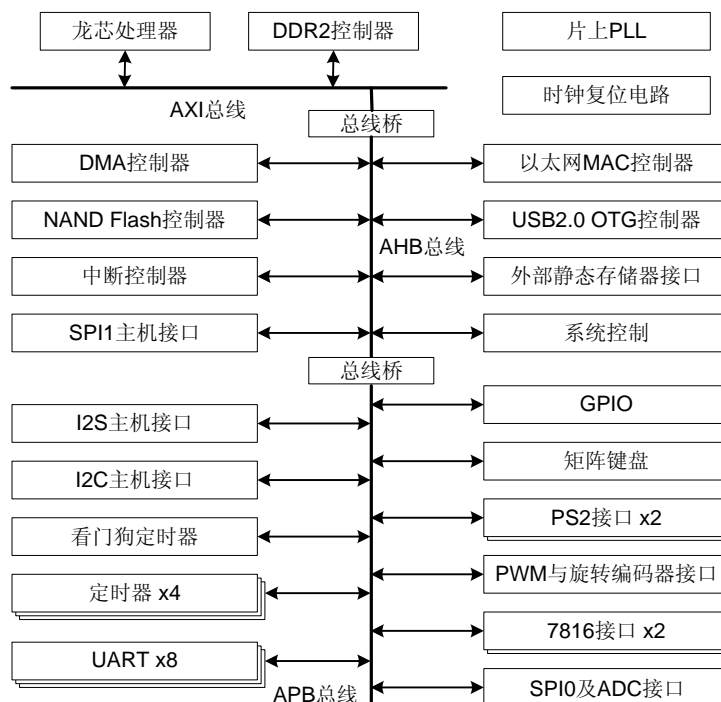 龙芯处理器
DDR2控制器
片上PLL
时钟复位电路
AXI总线
总线桥
DMA控制器
以太网MAC控制器
NAND Flash控制器
USB2.0 OTG控制器
AHB总线
中断控制器
外部静态存储器接口
SPI1主机接口
系统控制
总线桥
GPIO
I2S主机接口
矩阵键盘
I2C主机接口
PS2接口 x2
看门狗定时器
PWM与旋转编码器接口
定时器 x4
7816接口 x2
UART x8
SPI0及ADC接口
APB总线